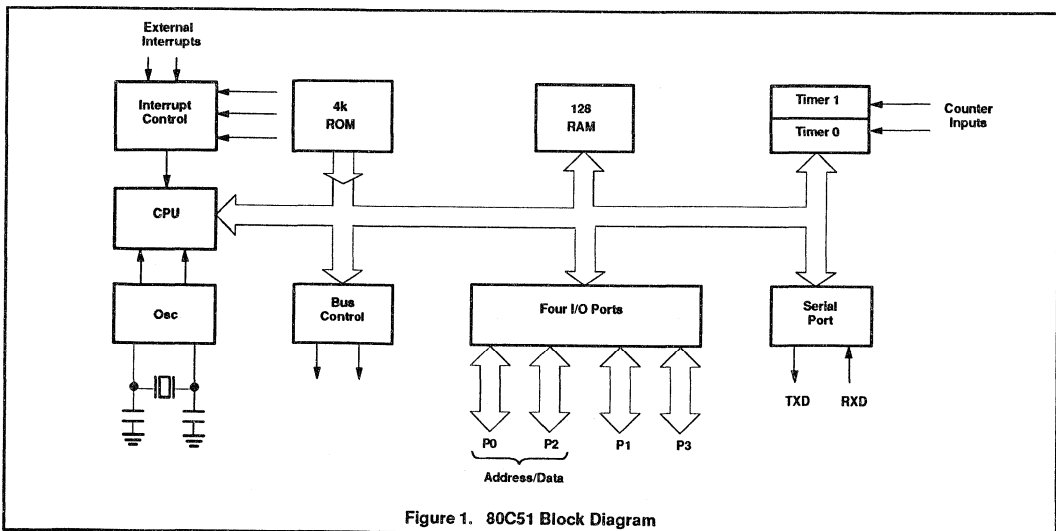 External
Interrupts
Interrupt
Control
4k
ROM
128
RAM
Timer 1
Timer 0
Counter
Inputs
CPU
Osc
Bus
Control
Four I/O Ports
Serial
Port
TXD
RXD
P0
P2
P1
P3
Address/Data
Figure 1. 80C51 Block Diagram